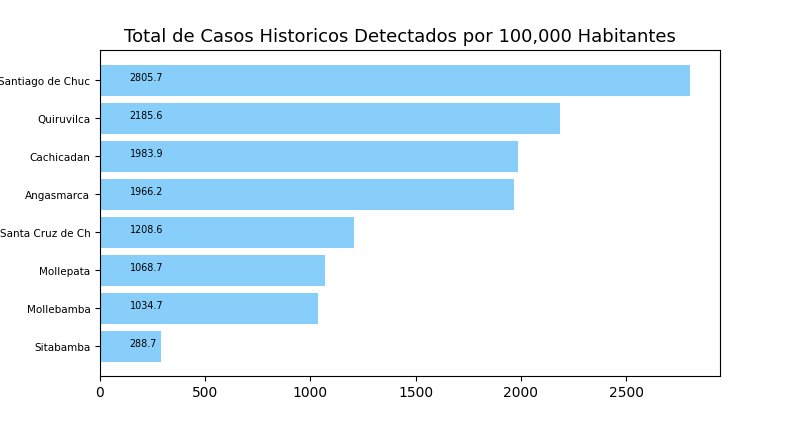 Total de Casos Historicos Detectados por 100,000 Habitantes
Santiago de Chuc 2805.7
Quiruvilca 2185.6
Cachicadan 1983.9
Angasmarca 1966.2
Santa Cruz de Ch 1208.6
Mollepata 1068.7
Mollebamba 1034.7
Sitabamba 288.7
0 500 1000 1500 2000 2500